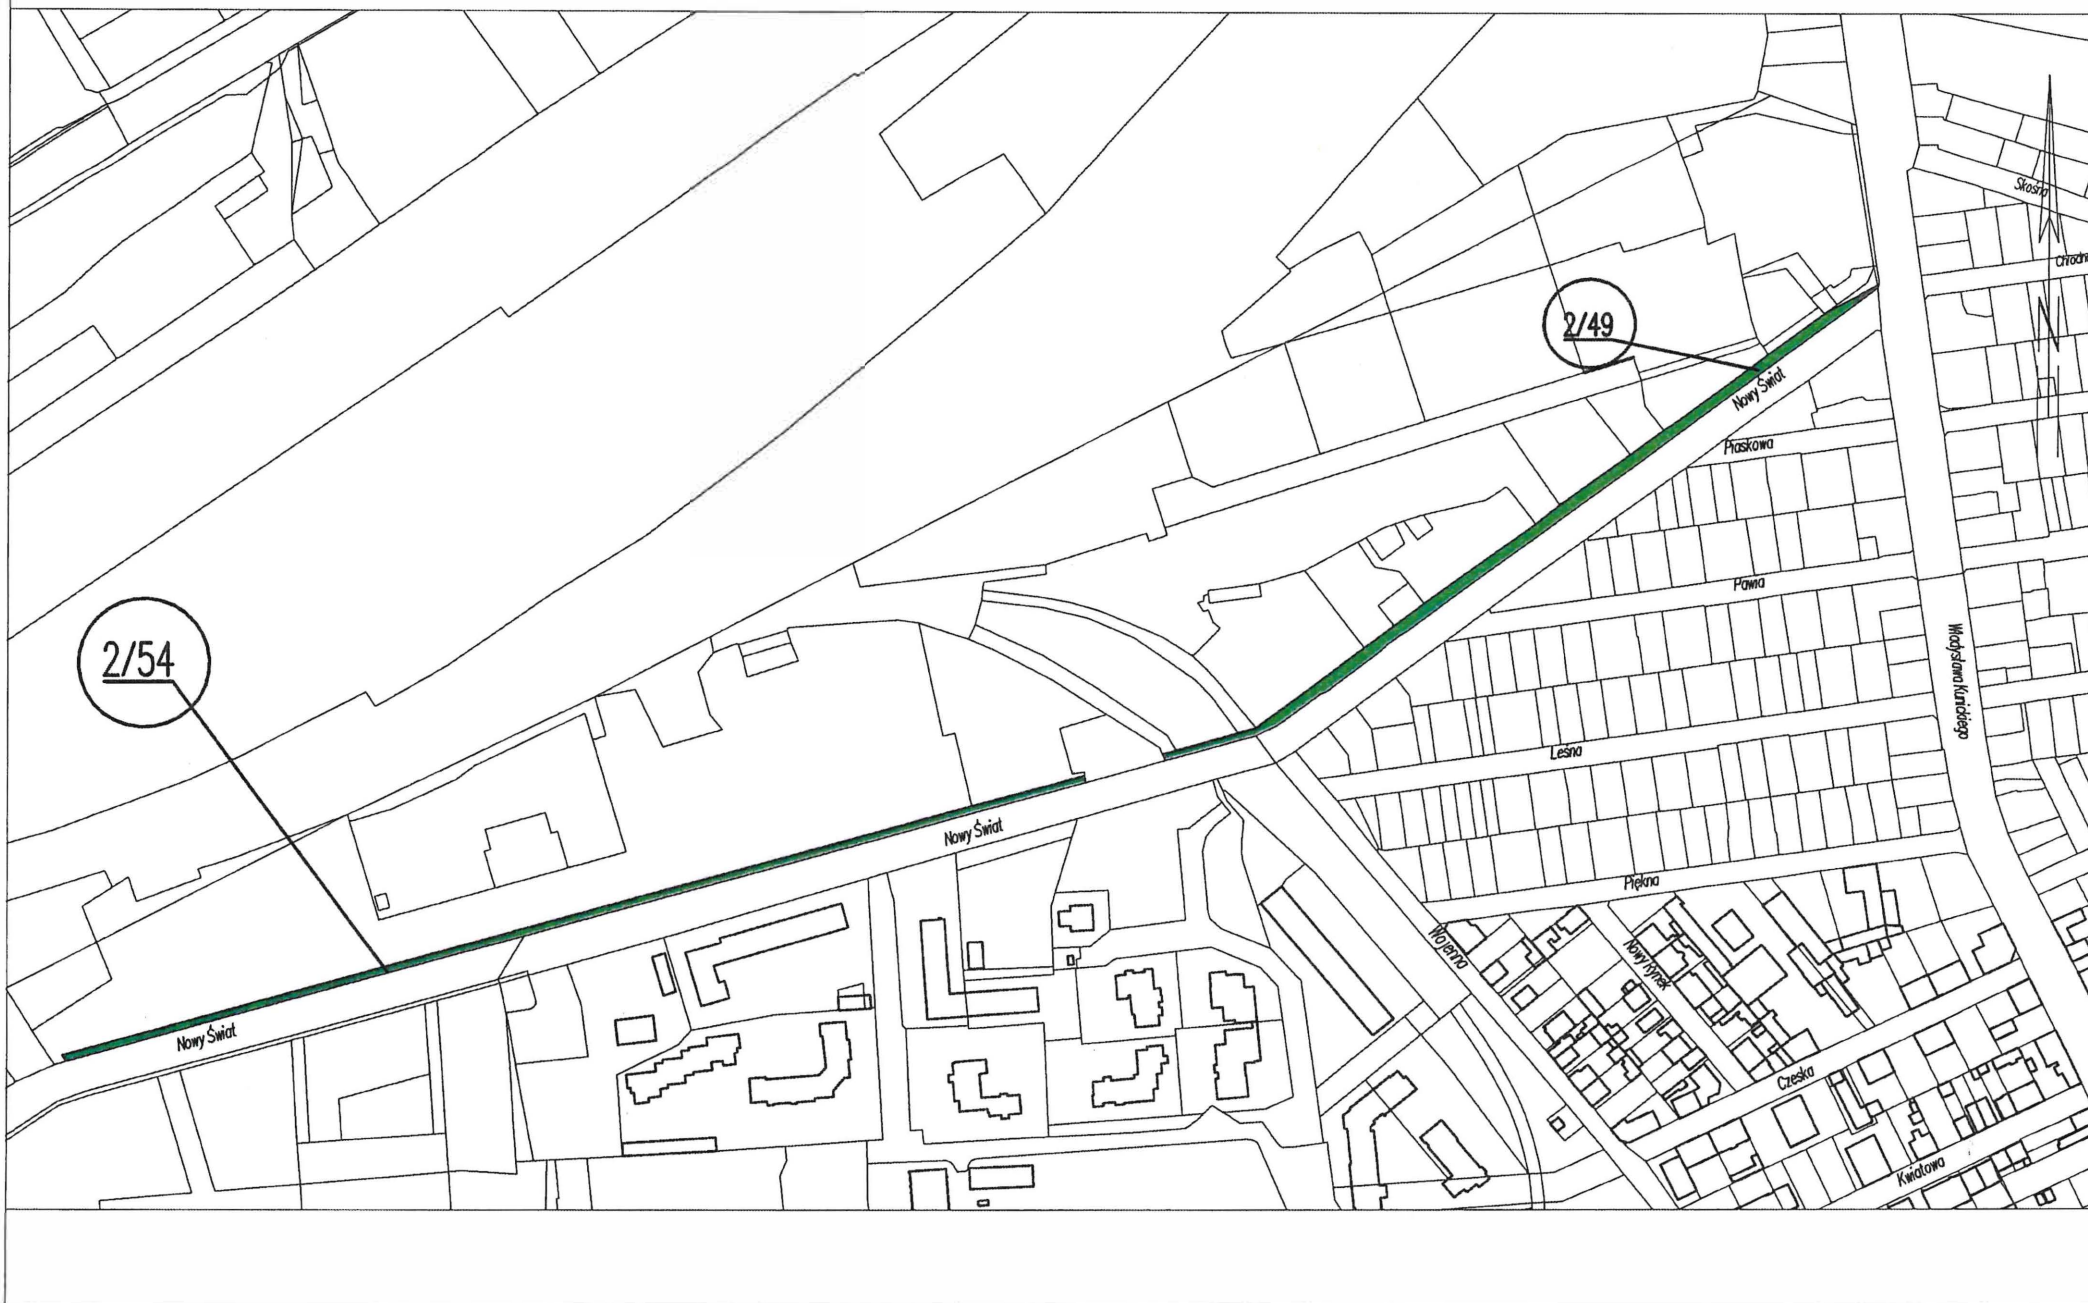 Skośna
2/49
Nowy Świat
Piaskowa
N
Pawia
2/54
Władysława Kunickiego
Leśna
Nowy Świat
Piękna
Wojenna
Nowy Rynek
Nowy Świat
Czeska
Kwiatowa